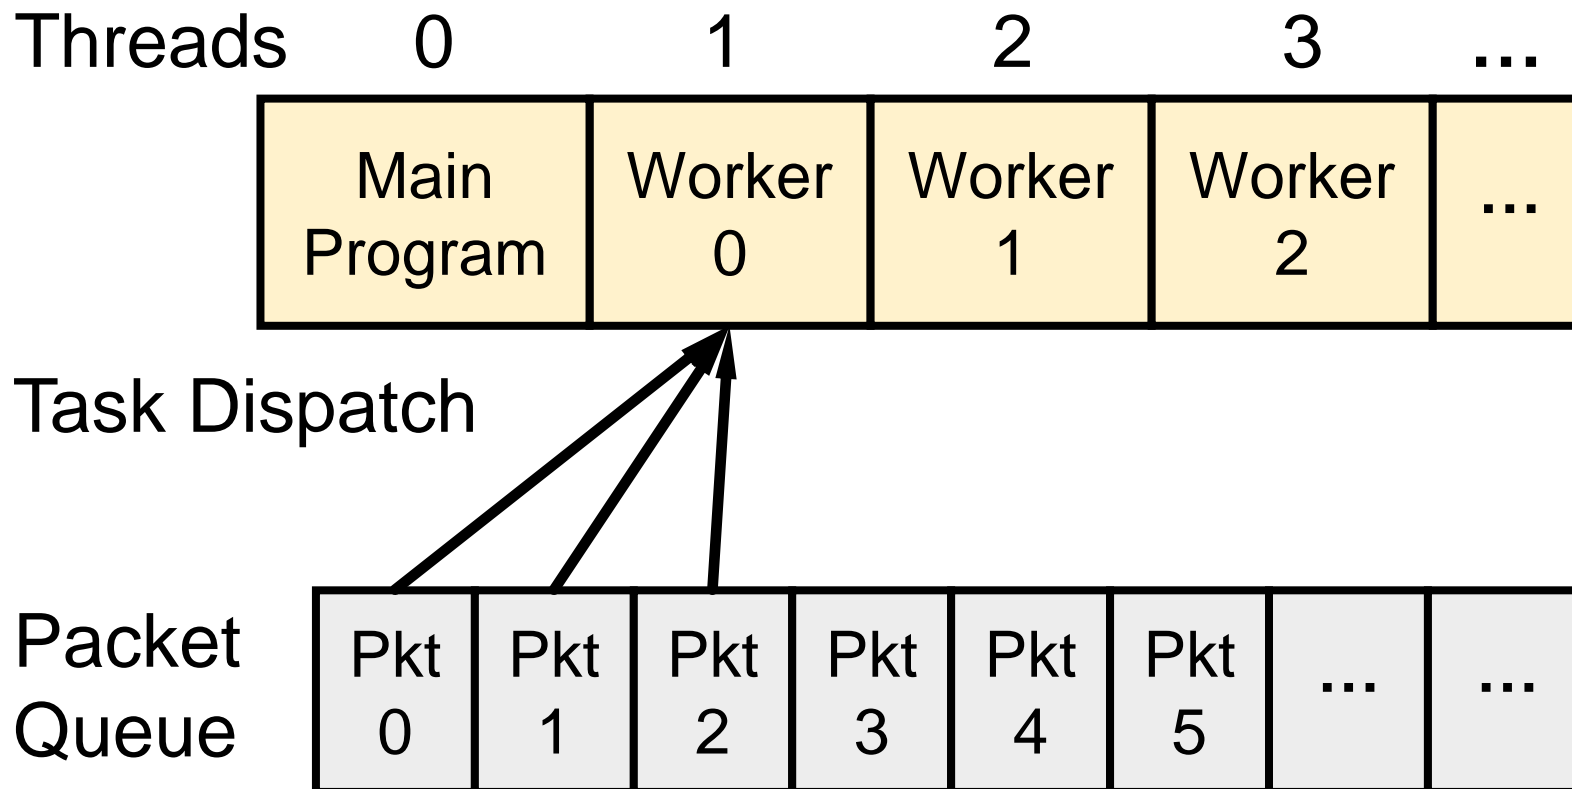 Threads 0 1 2 3 ...
Main Program
Worker 0
Worker 1
Worker 2
...
Task Dispatch
Packet Queue
Pkt 0
Pkt 1
Pkt 2
Pkt 3
Pkt 4
Pkt 5
...
...